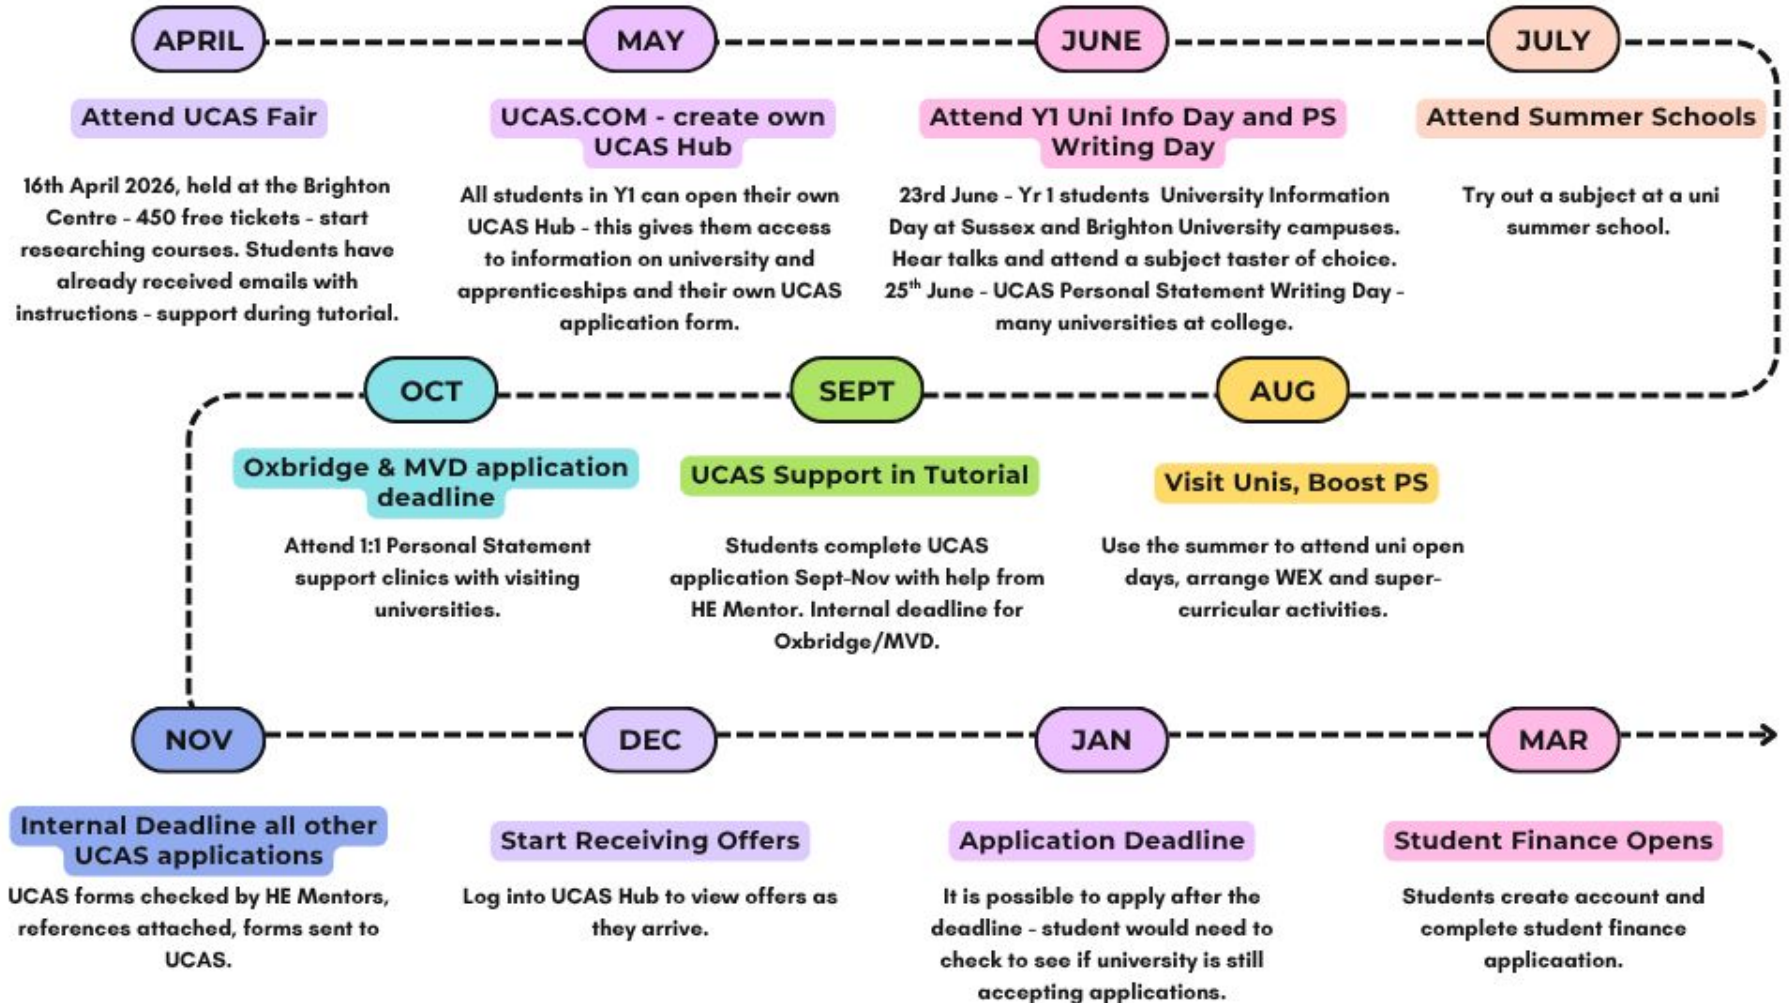 APRIL
Attend UCAS Fair
16th April 2026, held at the Brighton
Centre - 450 free tickets - start
researching courses. Students have
already received emails with
instructions - support during tutorial.
MAY
UCAS.COM - create own
UCAS Hub
All students in Y1 can open their own
UCAS Hub - this gives them access
to information on university and
apprenticeships and their own UCAS
application form.
JUNE
Attend Y1 Uni Info Day and PS
Writing Day
23rd June - Yr 1 students University Information
Day at Sussex and Brighton University campuses.
Hear talks and attend a subject taster of choice.
25th June - UCAS Personal Statement Writing Day -
many universities at college.
JULY
Attend Summer Schools
Try out a subject at a uni
summer school.
AUG
Visit Unis, Boost PS
Use the summer to attend uni open
days, arrange WEX and super-
curricular activities.
SEPT
UCAS Support in Tutorial
Students complete UCAS
application Sept-Nov with help from
HE Mentor. Internal deadline for
Oxbridge/MVD.
OCT
Oxbridge & MVD application
deadline
Attend 1:1 Personal Statement
support clinics with visiting
universities.
NOV
Internal Deadline all other
UCAS applications
UCAS forms checked by HE Mentors,
references attached, forms sent to
UCAS.
DEC
Start Receiving Offers
Log into UCAS Hub to view offers as
they arrive.
JAN
Application Deadline
It is possible to apply after the
deadline - student would need to
check to see if university is still
accepting applications.
MAR
Student Finance Opens
Students create account and
complete student finance
applicaation.